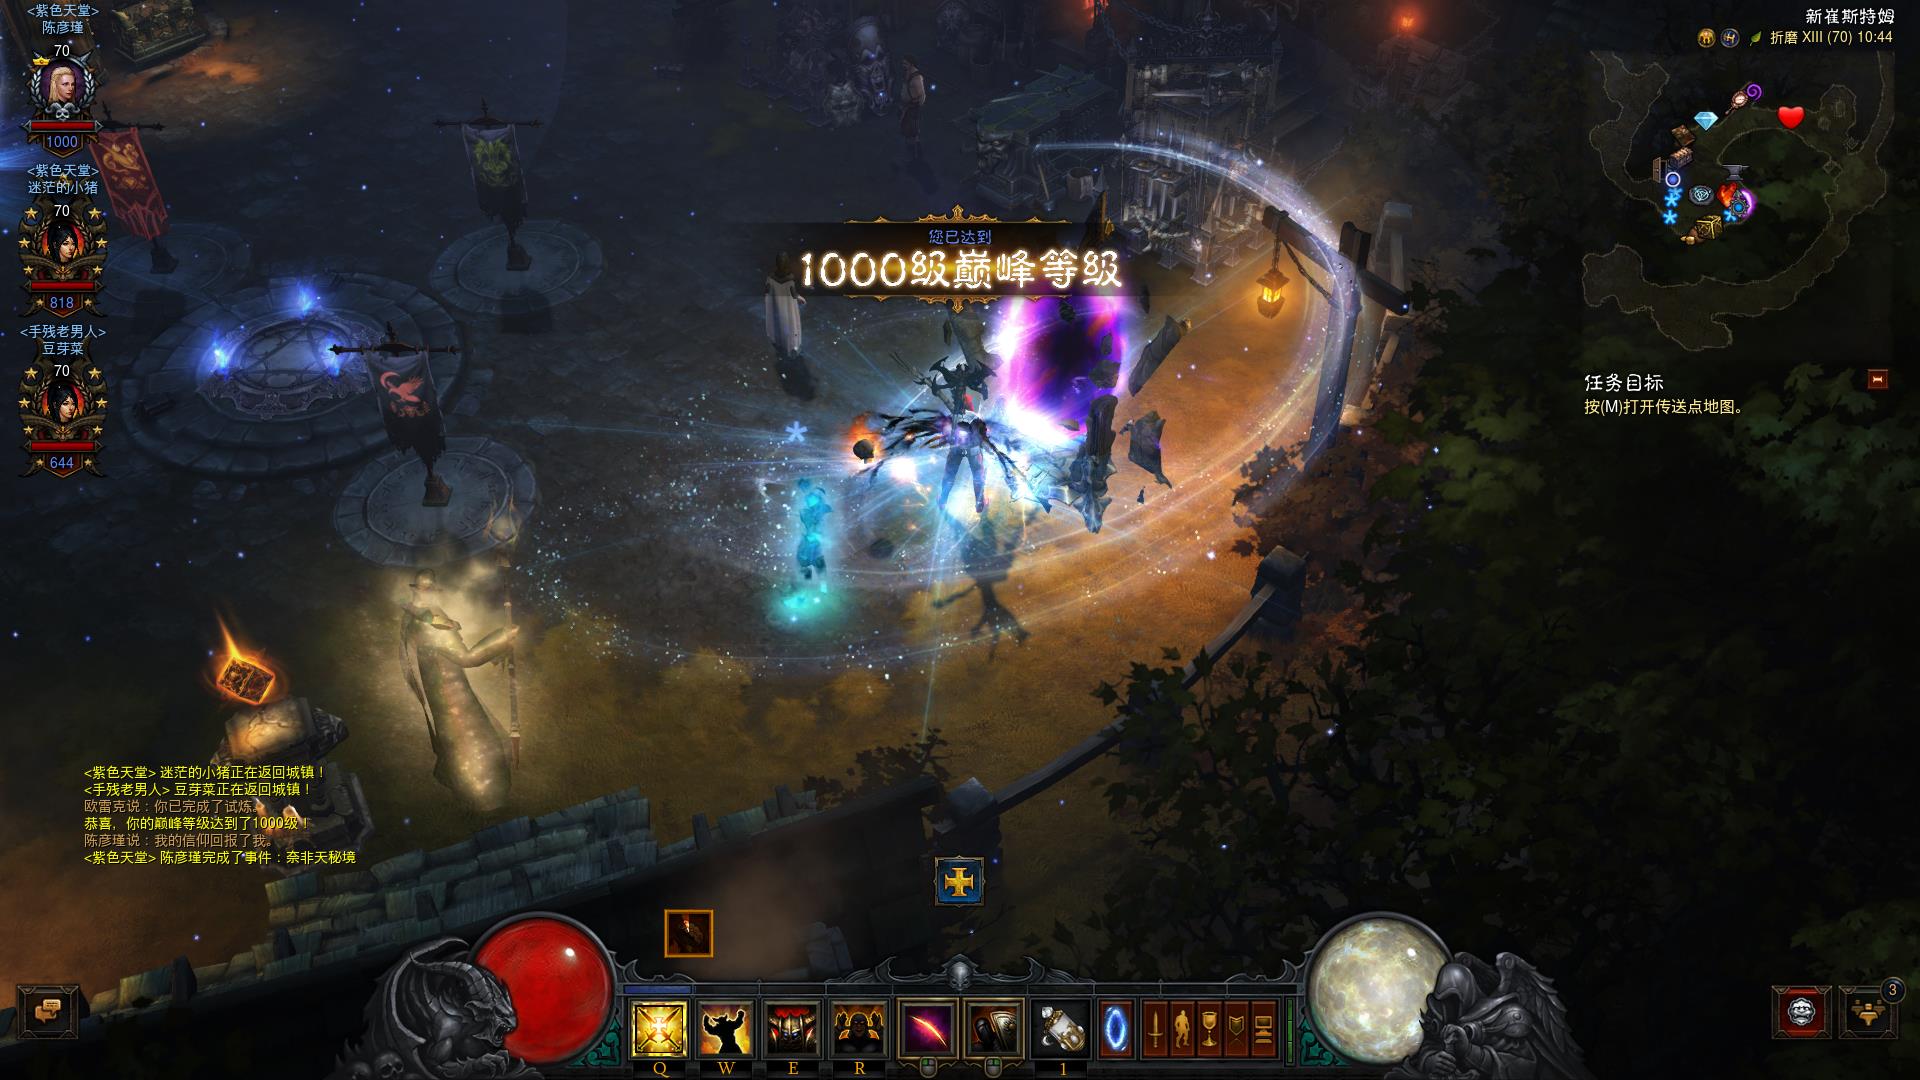 <紫色天堂>
陈彦瑾
70
1000
<紫色天堂>
迷茫的小猪
70
818
<手残老男人>
豆芽菜
70
644
您已达到
1000级巅峰等级
新崔斯特姆
折磨 XIII (70) 10:44
任务目标
按(M)打开传送点地图。
<紫色天堂> 迷茫的小猪正在返回城镇！
<手残老男人> 豆芽菜正在返回城镇！
欧雷克说：你已完成了试炼。
恭喜，你的巅峰等级达到了1000级！
陈彦瑾说：我的信仰回报了我。
<紫色天堂> 陈彦瑾完成了事件：奈非天秘境
Q W E R 1
3